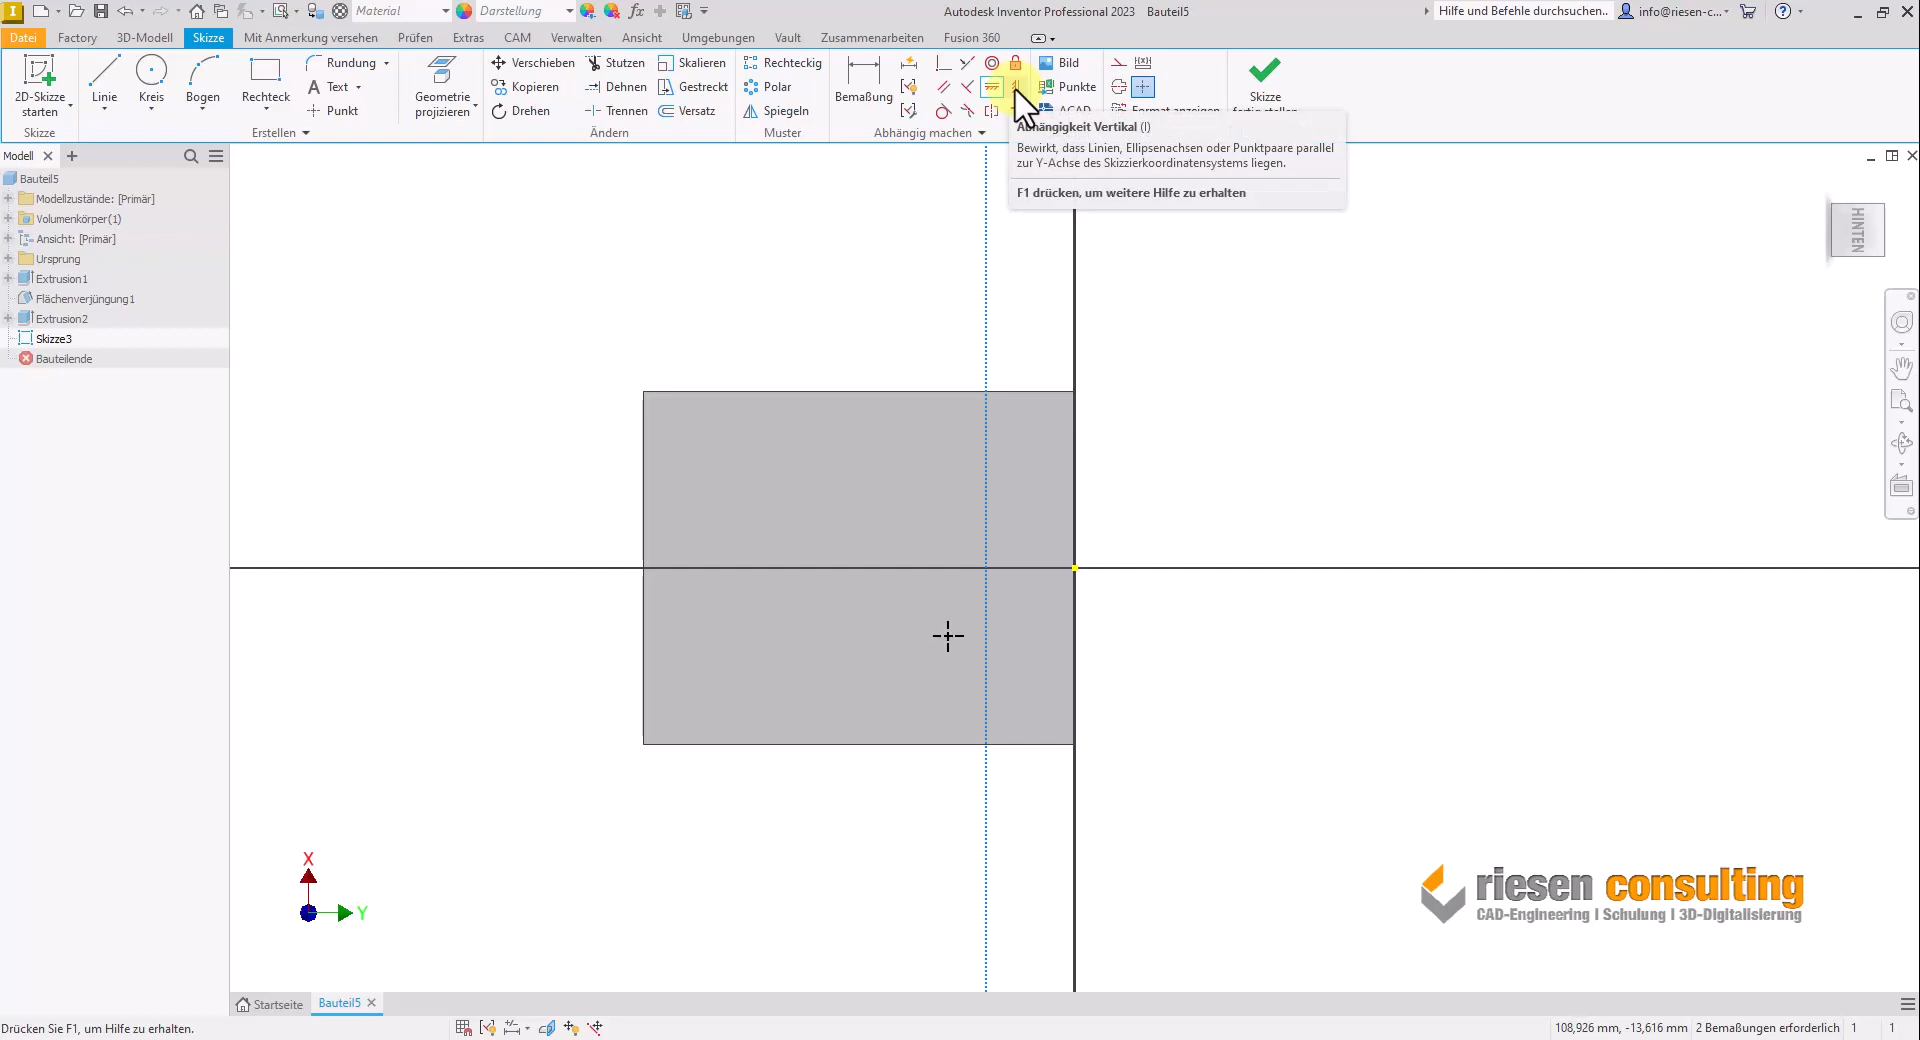 Material
Darstellung
Autodesk Inventor Professional 2023 Bauteil5
Hilfe und Befehle durchsuchen..
info@riesen-c...
Datei Factory 3D-Modell Skizze Mit Anmerkung versehen Prüfen Extras CAM Verwalten Ansicht Umgebungen Vault Zusammenarbeiten Fusion 360
2D-Skizze
starten
Linie
Kreis
Bogen
Rechteck
Rundung
Text
Punkt
Geometrie
projizieren
Verschieben
Kopieren
Drehen
Stutzen
Dehnen
Trennen
Skalieren
Gestreckt
Versatz
Rechteckig
Polar
Spiegeln
Bemaßung
Bild
Punkte
ACAD
Format anzeigen
Skizze
fertig stellen
Skizze
Erstellen
Ändern
Muster
Abhängig machen
Abhängigkeit Vertikal (I)
Bewirkt, dass Linien, Ellipsenachsen oder Punktpaare parallel
zur Y-Achse des Skizzierkoordinatensystems liegen.
F1 drücken, um weitere Hilfe zu erhalten
Modell
Bauteil5
Modellzustände: [Primär]
Volumenkörper(1)
Ansicht: [Primär]
Ursprung
Extrusion1
Flächenverjüngung1
Extrusion2
Skizze3
Bauteilende
HINTEN
X
Y
riesen consulting
CAD-Engineering | Schulung | 3D-Digitalisierung
Startseite
Bauteil5
Drücken Sie F1, um Hilfe zu erhalten.
108,926 mm, -13,616 mm
2 Bemaßungen erforderlich
1
1